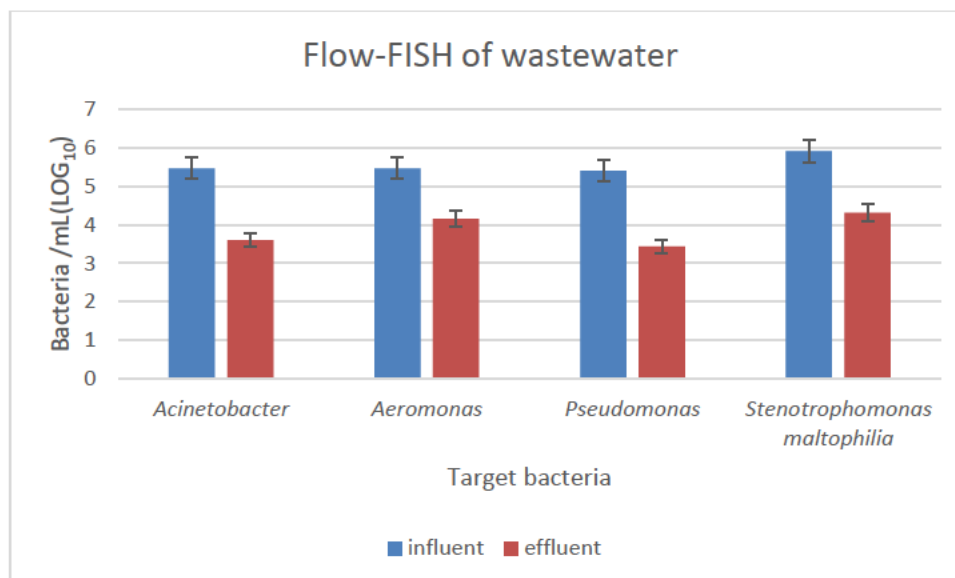 Flow-FISH of wastewater
Bacteria /mL(LOG₁₀)
7
6
5
4
3
2
1
0
Acinetobacter Aeromonas Pseudomonas Stenotrophomonas
maltophilia
Target bacteria
influent effluent